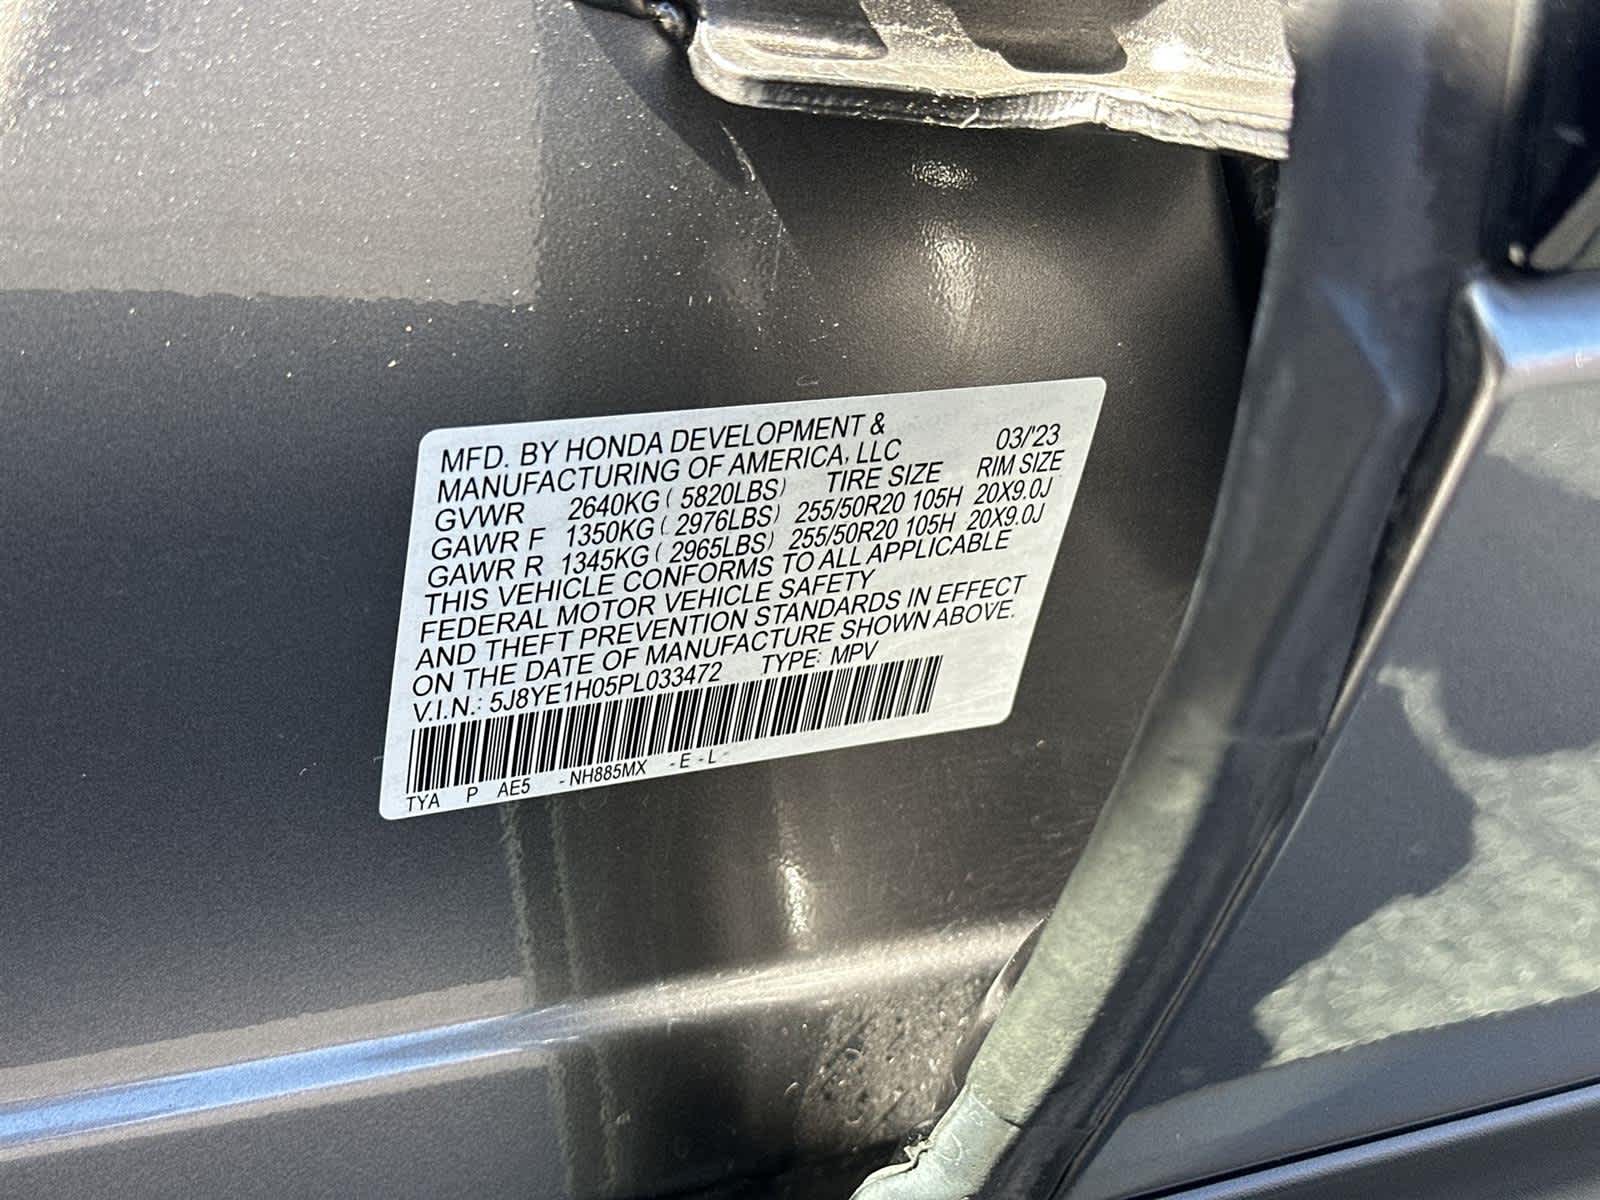 MFD. BY HONDA DEVELOPMENT & 03/'23
MANUFACTURING OF AMERICA, LLC
TIRE SIZE RIM SIZE
GVWR 2640KG ( 5820LBS)
GAWR F 1350KG ( 2976LBS) 255/50R20 105H 20X9.0J
GAWR R 1345KG ( 2965LBS) 255/50R20 105H 20X9.0J
THIS VEHICLE CONFORMS TO ALL APPLICABLE
FEDERAL MOTOR VEHICLE SAFETY
AND THEFT PREVENTION STANDARDS IN EFFECT
ON THE DATE OF MANUFACTURE SHOWN ABOVE.
V.I.N.: 5J8YE1H05PL033472 TYPE: MPV
TYA P AE5 - NH885MX - E - L -